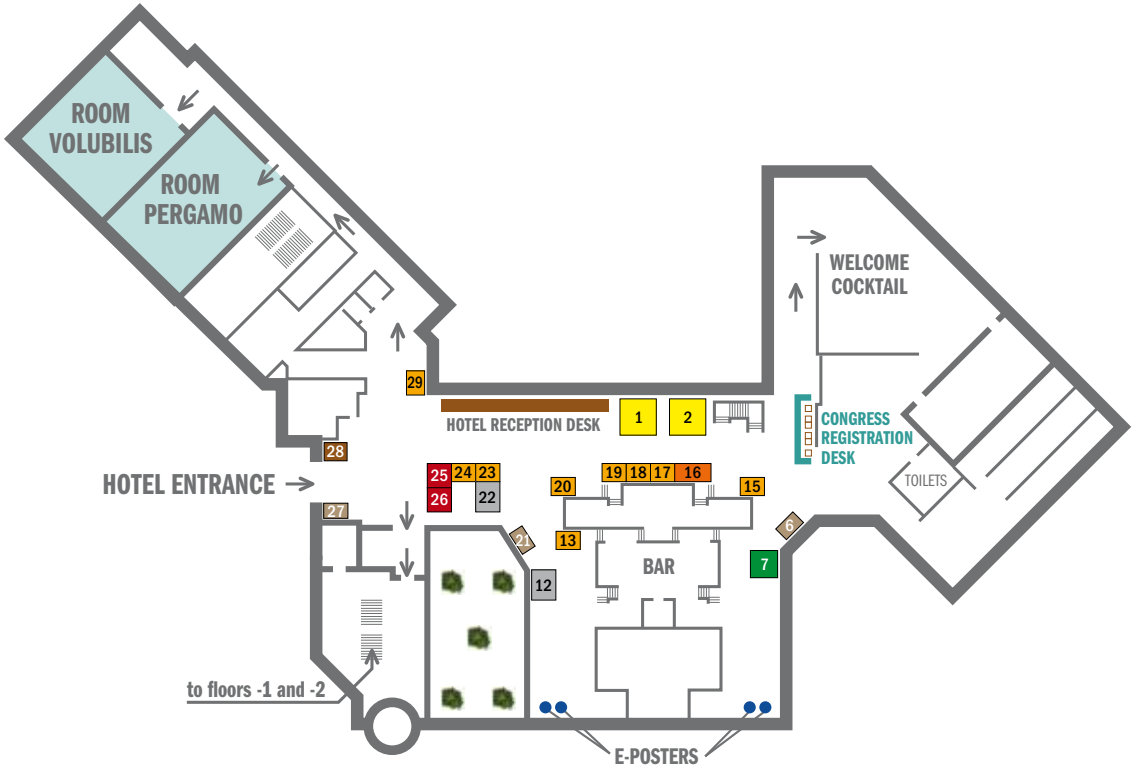 ROOM
VOLUBILIS
ROOM
PERGAMO
WELCOME
COCKTAIL
29
HOTEL RECEPTION DESK
1
2
CONGRESS
REGISTRATION
DESK
28
HOTEL ENTRANCE
25
24
23
26
22
19
18
17
16
20
15
TOILETS
27
21
13
6
BAR
7
12
to floors -1 and -2
E-POSTERS